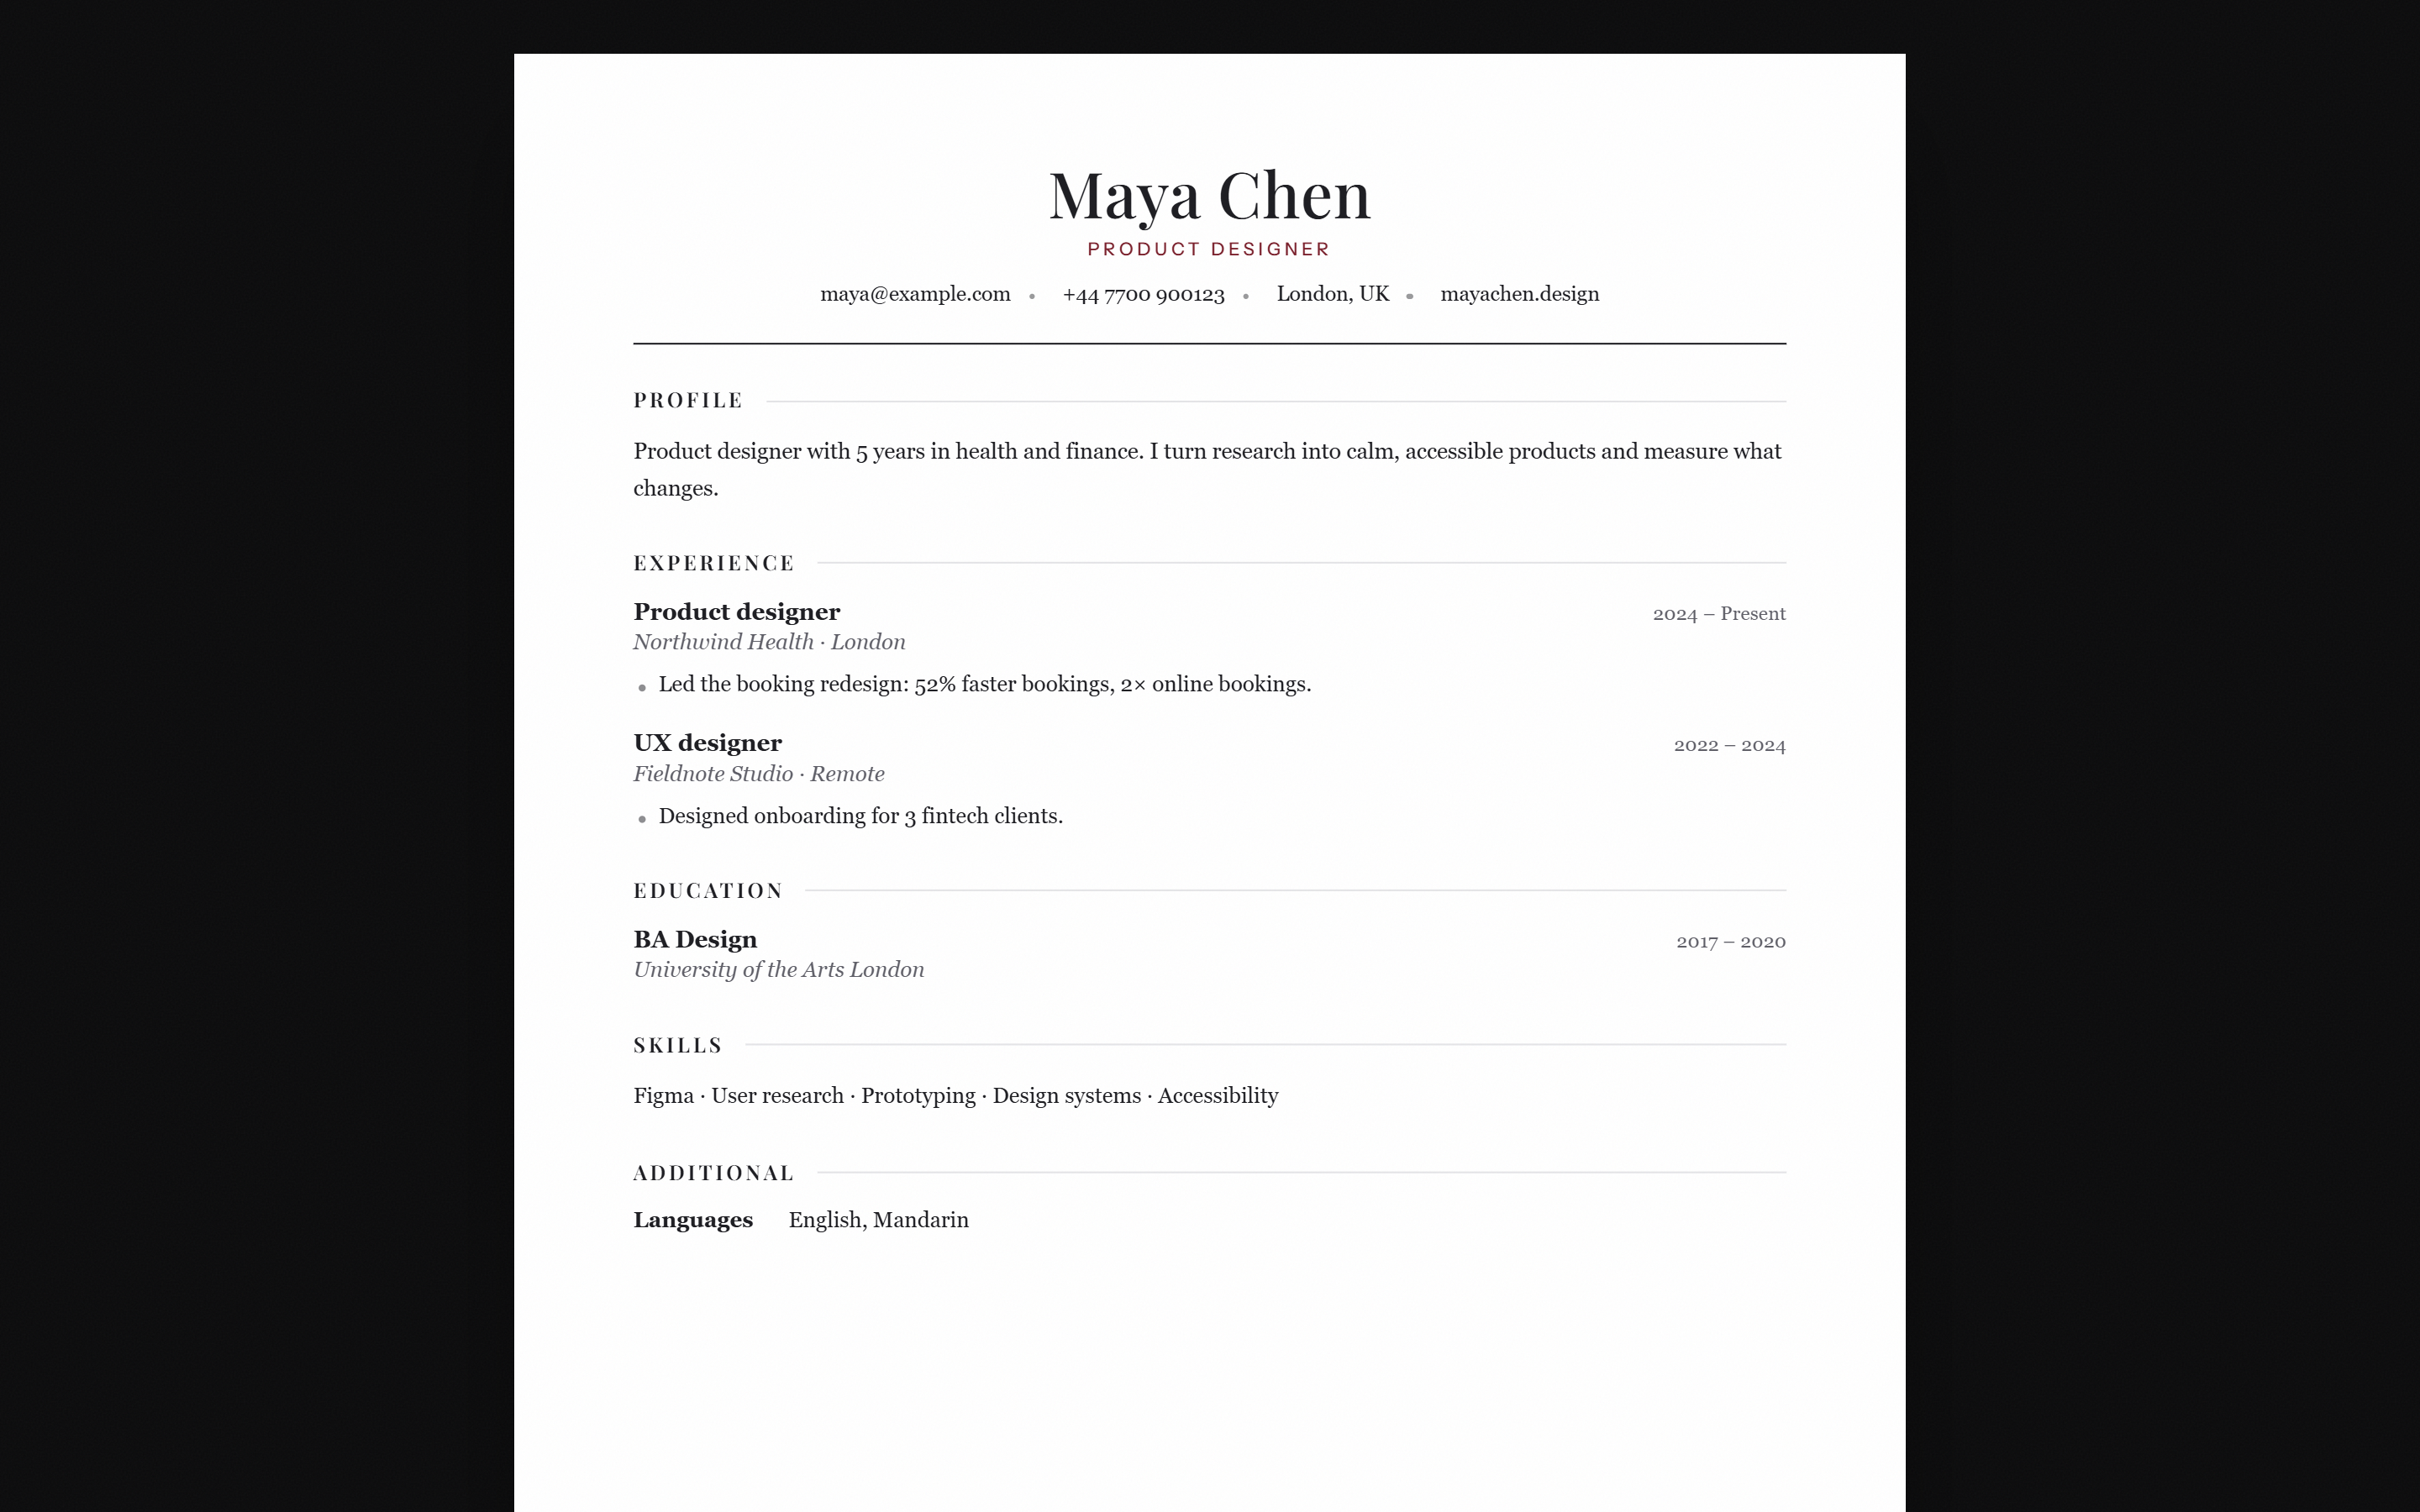 Maya Chen
PRODUCT DESIGNER
maya@example.com • +44 7700 900123 • London, UK • mayachen.design
PROFILE
Product designer with 5 years in health and finance. I turn research into calm, accessible products and measure what
changes.
EXPERIENCE
Product designer 2024 – Present
Northwind Health · London
• Led the booking redesign: 52% faster bookings, 2× online bookings.
UX designer 2022 – 2024
Fieldnote Studio · Remote
• Designed onboarding for 3 fintech clients.
EDUCATION
BA Design 2017 – 2020
University of the Arts London
SKILLS
Figma · User research · Prototyping · Design systems · Accessibility
ADDITIONAL
Languages English, Mandarin